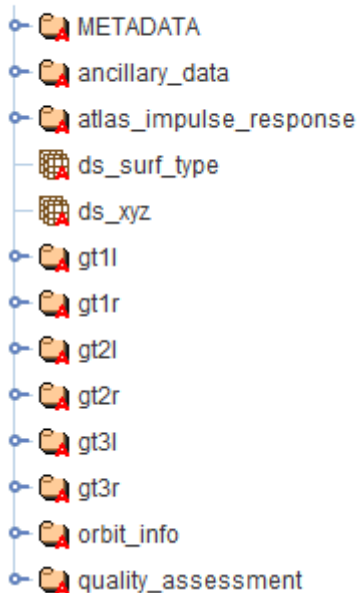 METADATA
ancillary_data
atlas_impulse_response
ds_surf_type
ds_xyz
gt1l
gt1r
gt2l
gt2r
gt3l
gt3r
orbit_info
quality_assessment